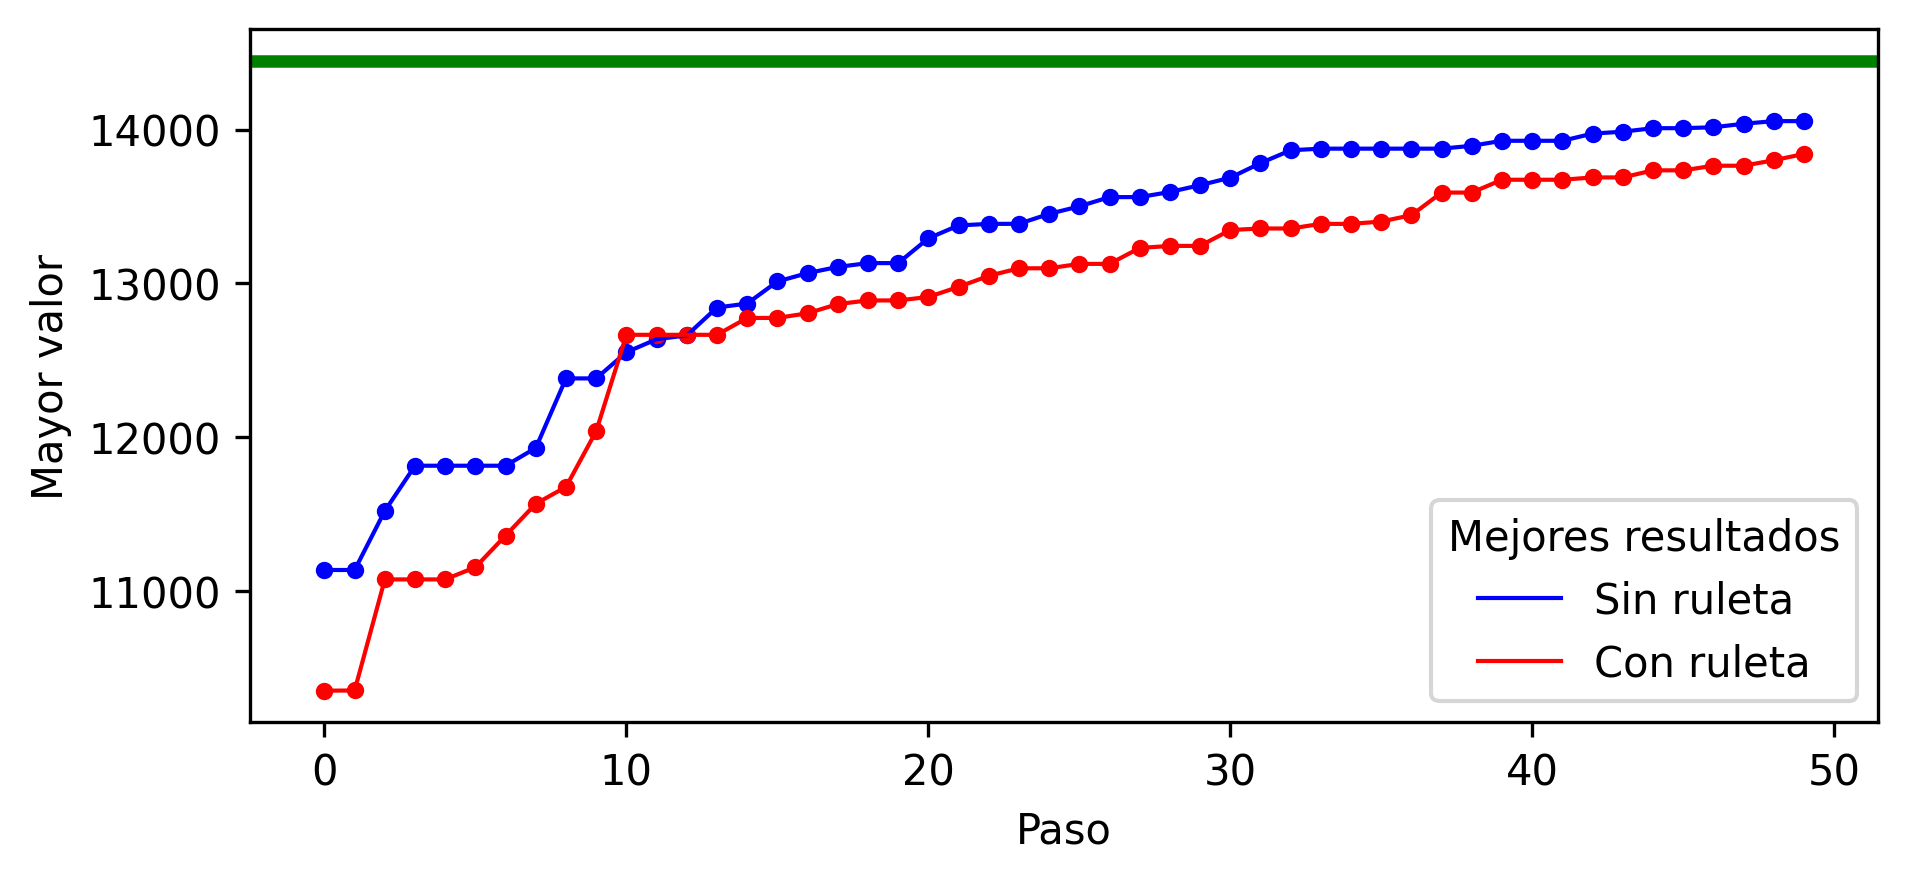 14000
13000
12000
11000
Mayor valor
0 10 20 30 40 50
Paso
Mejores resultados
Sin ruleta
Con ruleta